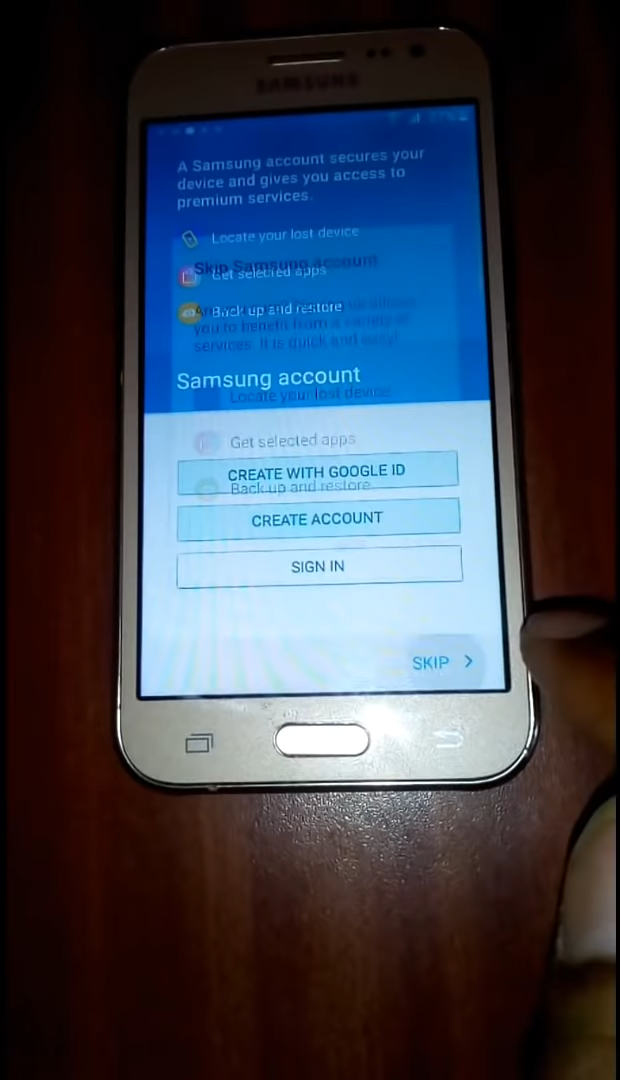 SAMSUNG
A Samsung account secures your
device and gives you access to
premium services.
Locate your lost device
Skip Samsung account
Get selected apps
Back up and restore
you to benefit from a variety of
services. It is quick and easy!
Samsung account
Locate your lost device
Get selected apps
CREATE WITH GOOGLE ID
Back up and restore
CREATE ACCOUNT
SIGN IN
SKIP >